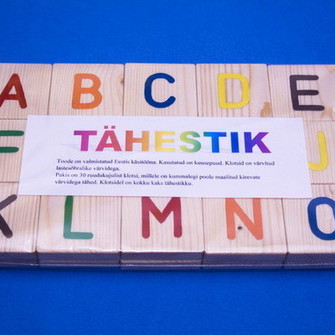 A B C D E
TÄHESTIK
Toode on valmistatud Eestis käsitööna. Kasutatud on kasepuud. Klotsid on värvitud
lastesõbralike värvidega.
Pakis on 30 ruudukujulist klotsi, millele on kummalegi poole maalitud kirevate
värvidega tähed. Klotsidel on kokku kaks tähestikku.
K L M N O